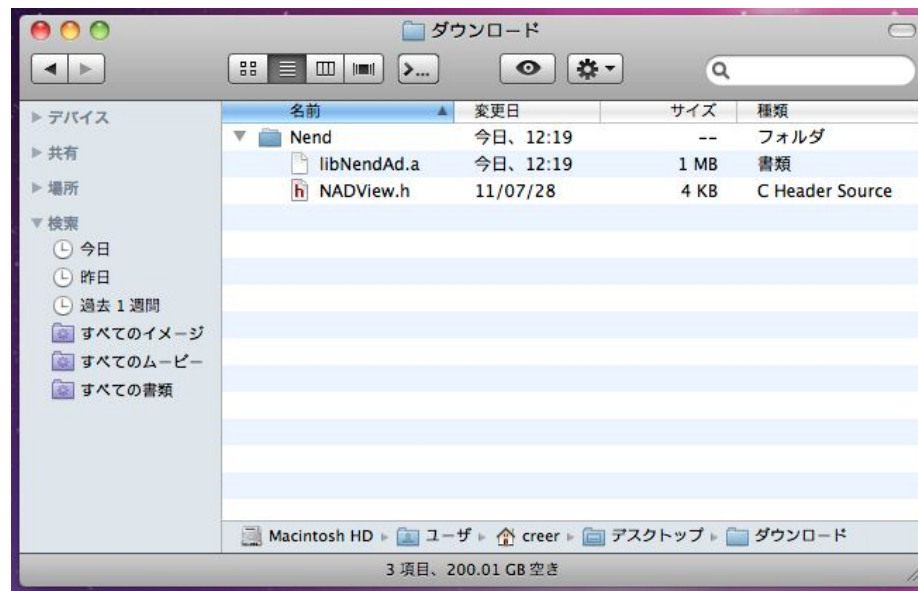 ダウンロード
>...
デバイス
共有
場所
検索
今日
昨日
過去 1 週間
すべてのイメージ
すべてのムービー
すべての書類
名前 変更日 サイズ 種類
Nend 今日、12:19 -- フォルダ
libNendAd.a 今日、12:19 1 MB 書類
h NADView.h 11/07/28 4 KB C Header Source
Macintosh HD ▸ ユーザ ▸ creer ▸ デスクトップ ▸ ダウンロード
3 項目、200.01 GB 空き